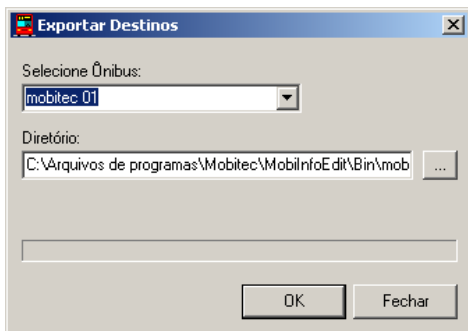 Exportar Destinos
Selecione Ônibus:
mobitec 01
Diretório:
C:\Arquivos de programas\Mobitec\MobiInfoEdit\Bin\mob
...
OK
Fechar